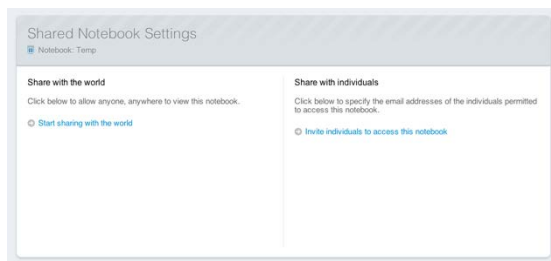 Shared Notebook Settings
Notebook: Temp
Share with the world
Click below to allow anyone, anywhere to view this notebook.
Start sharing with the world
Share with individuals
Click below to specify the email addresses of the individuals permitted
to access this notebook.
Invite individuals to access this notebook